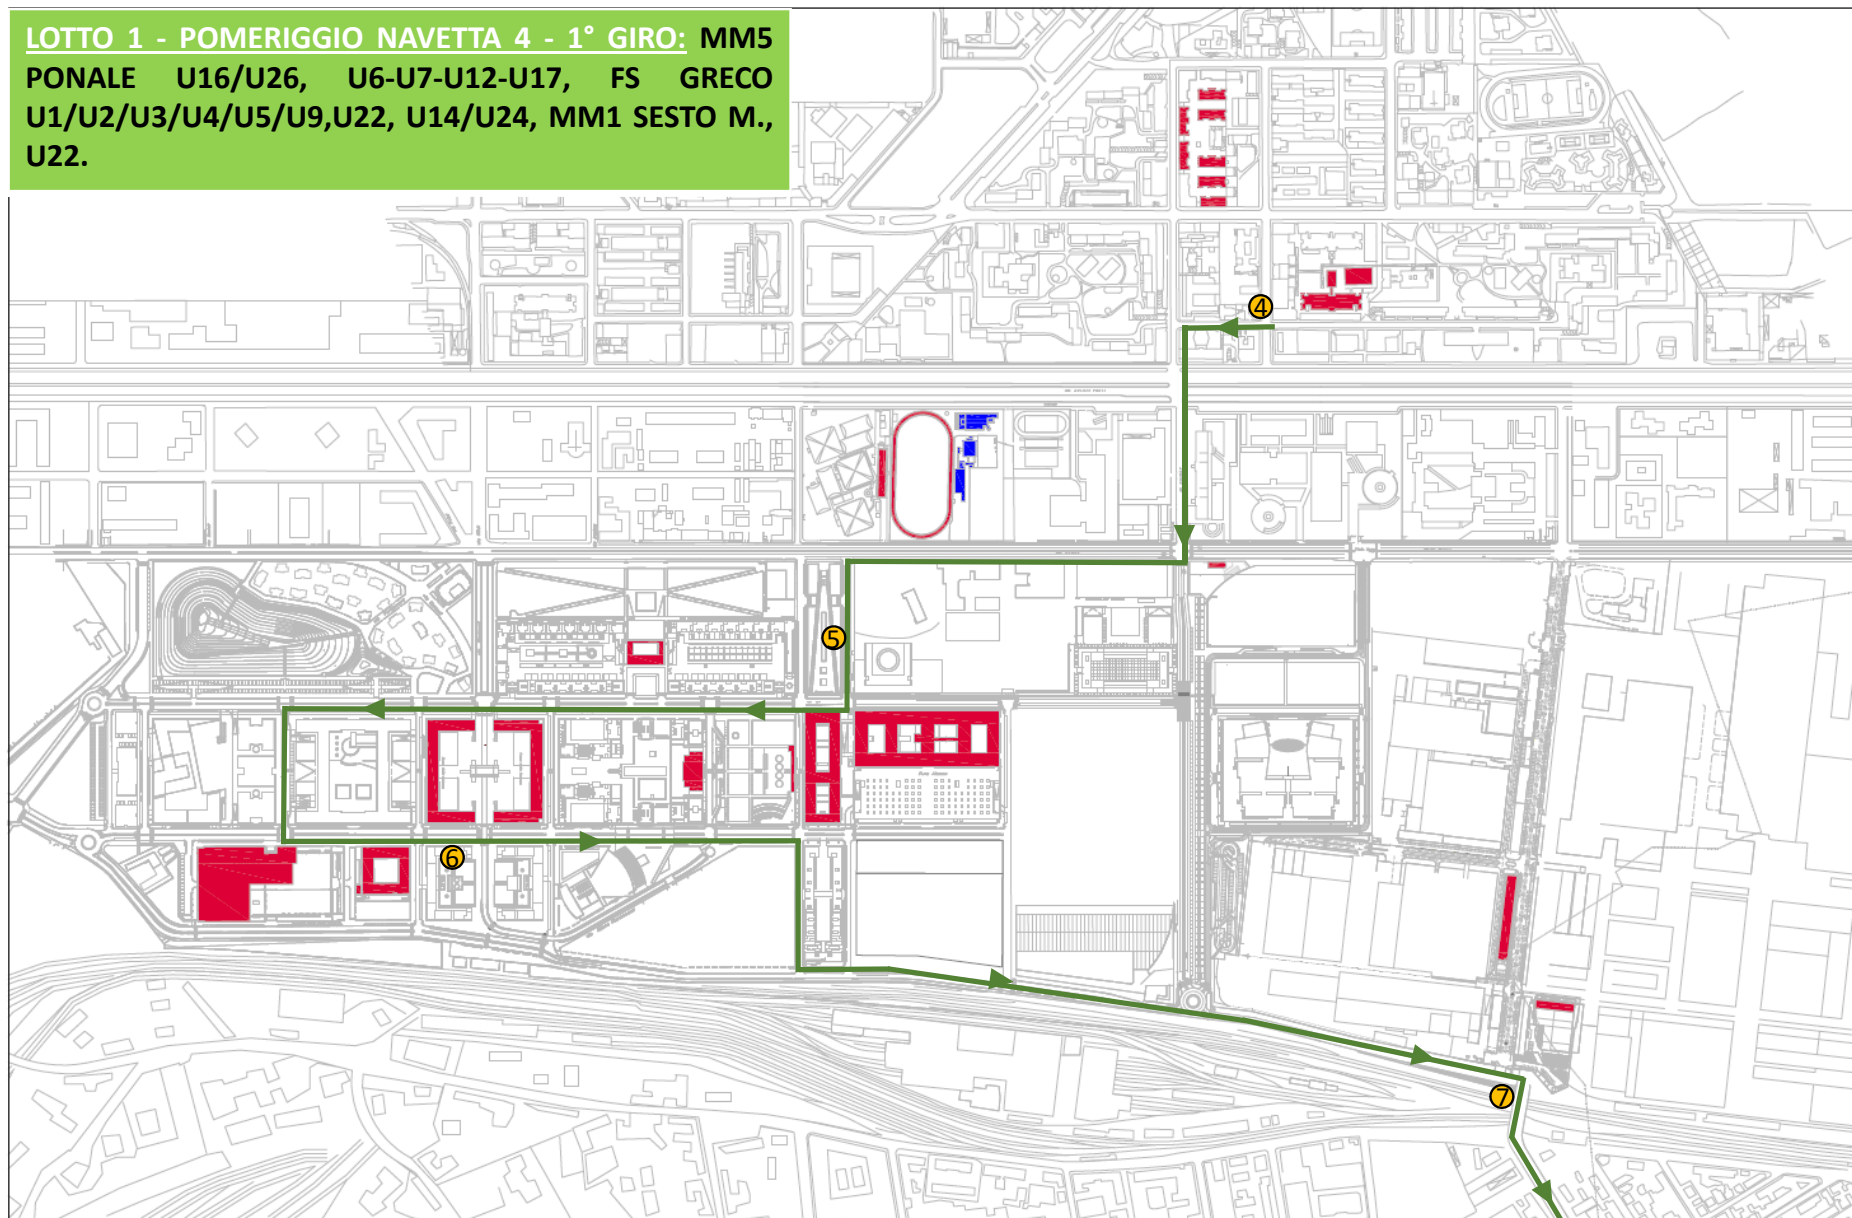 LOTTO 1 - POMERIGGIO NAVETTA 4 - 1° GIRO: MM5
PONALE U16/U26, U6-U7-U12-U17, FS GRECO
U1/U2/U3/U4/U5/U9,U22, U14/U24, MM1 SESTO M.,
U22.
4
5
6
7